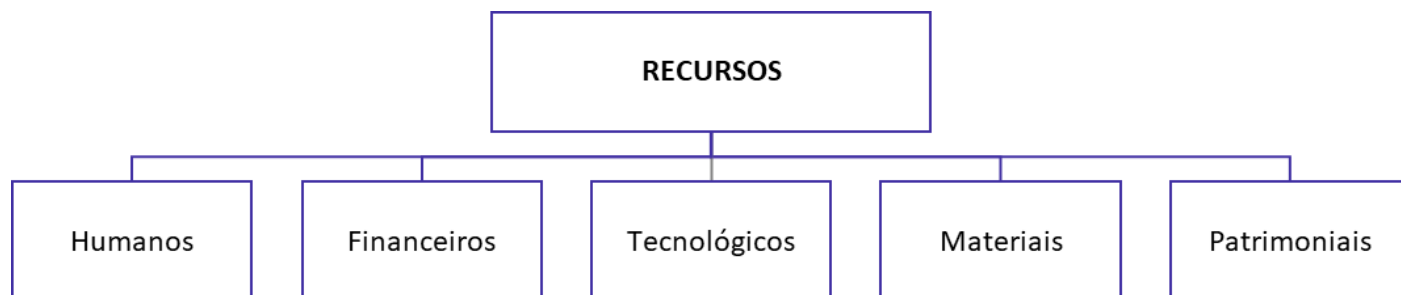 RECURSOS
Humanos
Financeiros
Tecnológicos
Materiais
Patrimoniais